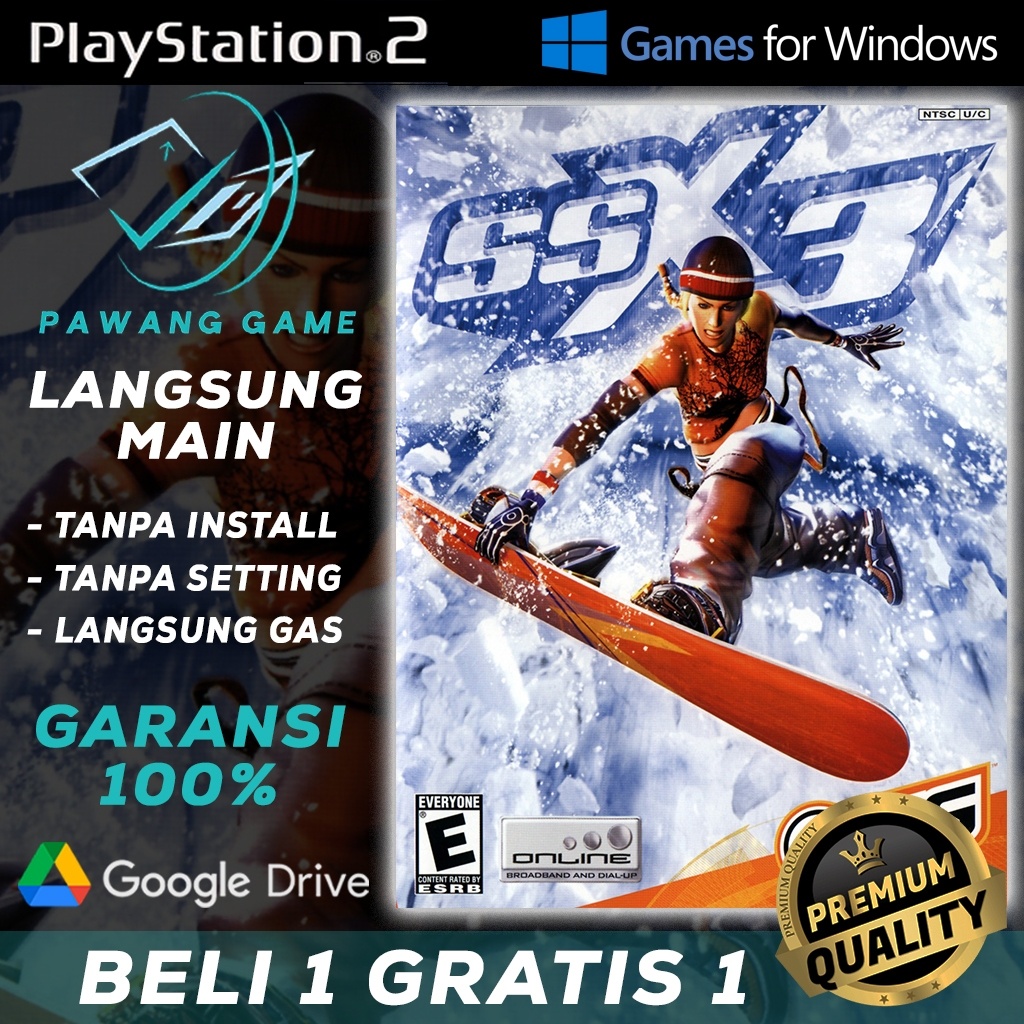 PlayStation®2
Games for Windows
PAWANG GAME
LANGSUNG
MAIN
- TANPA INSTALL
- TANPA SETTING
- LANGSUNG GAS
GARANSI
100%
Google Drive
NTSC U/C
SSX3
EVERYONE
E
CONTENT RATED BY
ESRB
ONLINE
BROADBAND AND DIAL-UP
PREMIUM QUALITY
PREMIUM
QUALITY
BELI 1 GRATIS 1